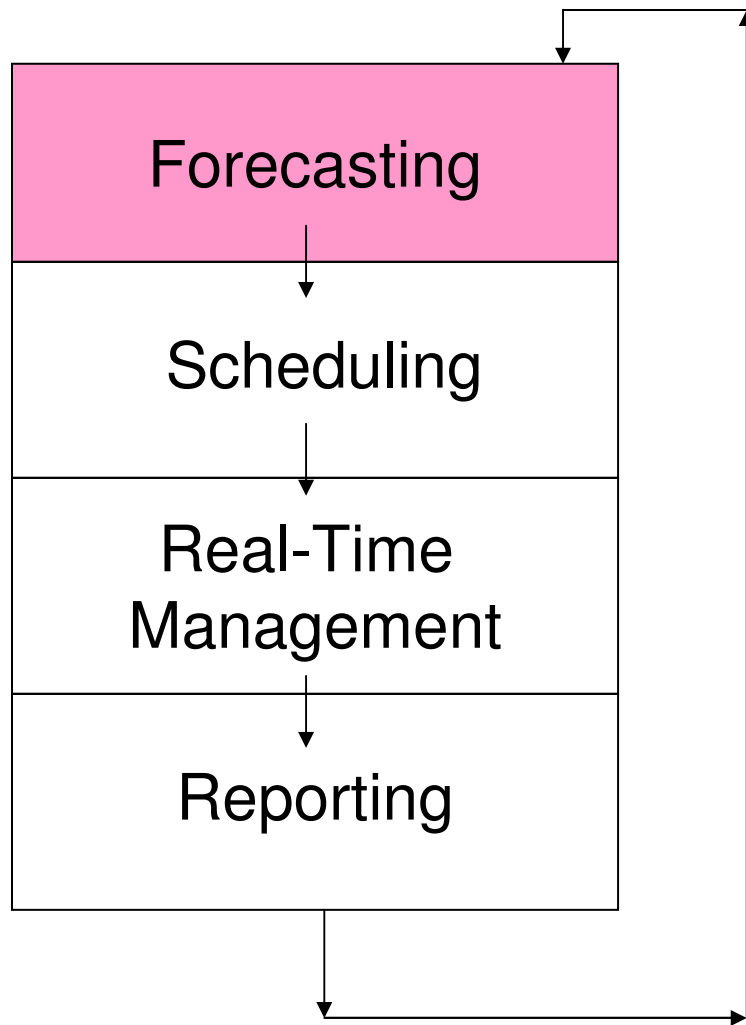 Forecasting
Scheduling
Real-Time
Management
Reporting